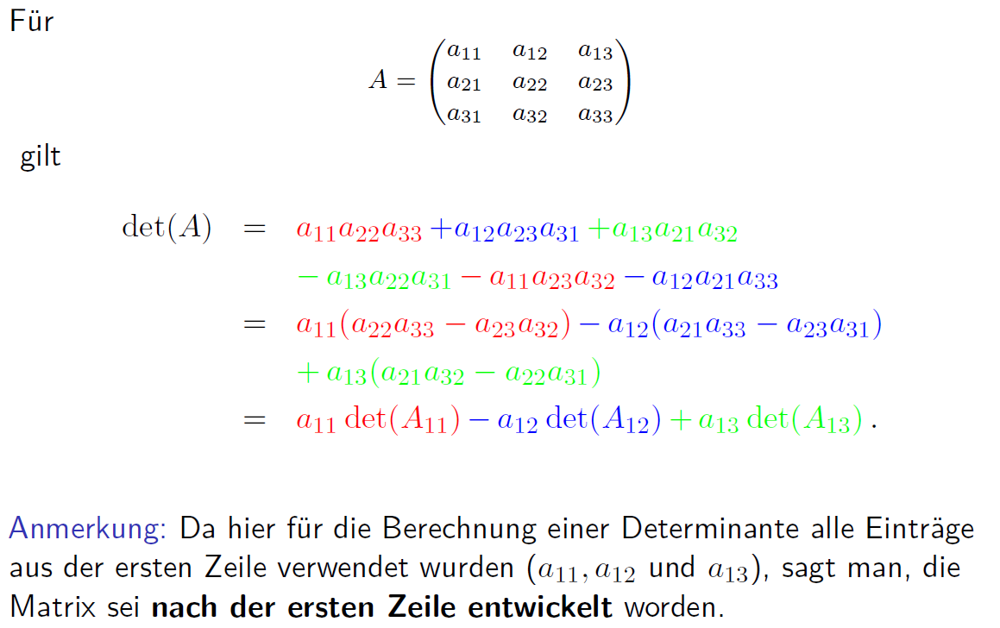 Für
A = \begin{pmatrix} a_{11} & a_{12} & a_{13} \\ a_{21} & a_{22} & a_{23} \\ a_{31} & a_{32} & a_{33} \end{pmatrix}
gilt
det(A) = a_{11}a_{22}a_{33} + a_{12}a_{23}a_{31} + a_{13}a_{21}a_{32}
− a_{13}a_{22}a_{31} − a_{11}a_{23}a_{32} − a_{12}a_{21}a_{33}
= a_{11}(a_{22}a_{33} − a_{23}a_{32}) − a_{12}(a_{21}a_{33} − a_{23}a_{31})
+ a_{13}(a_{21}a_{32} − a_{22}a_{31})
= a_{11} det(A_{11}) − a_{12} det(A_{12}) + a_{13} det(A_{13}) .
Anmerkung: Da hier für die Berechnung einer Determinante alle Einträge
aus der ersten Zeile verwendet wurden (a_{11}, a_{12} und a_{13}), sagt man, die
Matrix sei nach der ersten Zeile entwickelt worden.